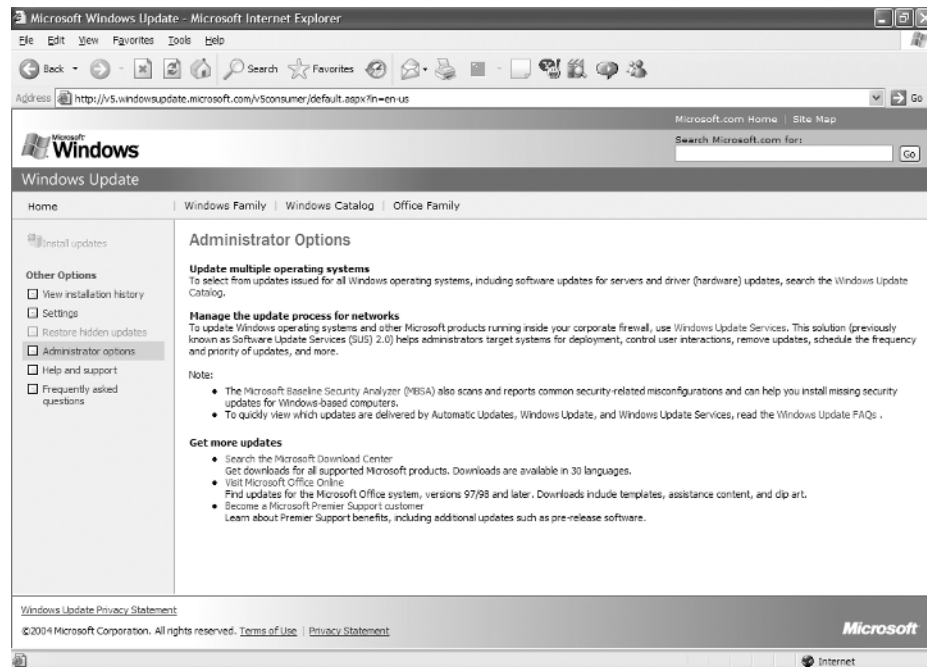 Microsoft Windows Update - Microsoft Internet Explorer
File Edit View Favorites Tools Help
Back Search Favorites
Address http://v5.windowsupdate.microsoft.com/v5consumer/default.aspx?ln=en-us Go
Microsoft.com Home | Site Map
Microsoft Windows
Search Microsoft.com for:
Go
Windows Update
Home | Windows Family | Windows Catalog | Office Family
Install updates
Other Options
View installation history
Settings
Restore hidden updates
Administrator options
Help and support
Frequently asked
questions
Administrator Options
Update multiple operating systems
To select from updates issued for all Windows operating systems, including software updates for servers and driver (hardware) updates, search the Windows Update
Catalog.
Manage the update process for networks
To update Windows operating systems and other Microsoft products running inside your corporate firewall, use Windows Update Services. This solution (previously
known as Software Update Services (SUS) 2.0) helps administrators target systems for deployment, control user interactions, remove updates, schedule the frequency
and priority of updates, and more.
Note:
• The Microsoft Baseline Security Analyzer (MBSA) also scans and reports common security-related misconfigurations and can help you install missing security
updates for Windows-based computers.
• To quickly view which updates are delivered by Automatic Updates, Windows Update, and Windows Update Services, read the Windows Update FAQs .
Get more updates
• Search the Microsoft Download Center
Get downloads for all supported Microsoft products. Downloads are available in 30 languages.
• Visit Microsoft Office Online
Find updates for the Microsoft Office system, versions 97/98 and later. Downloads include templates, assistance content, and clip art.
• Become a Microsoft Premier Support customer
Learn about Premier Support benefits, including additional updates such as pre-release software.
Windows Update Privacy Statement
©2004 Microsoft Corporation. All rights reserved. Terms of Use | Privacy Statement
Microsoft
Internet